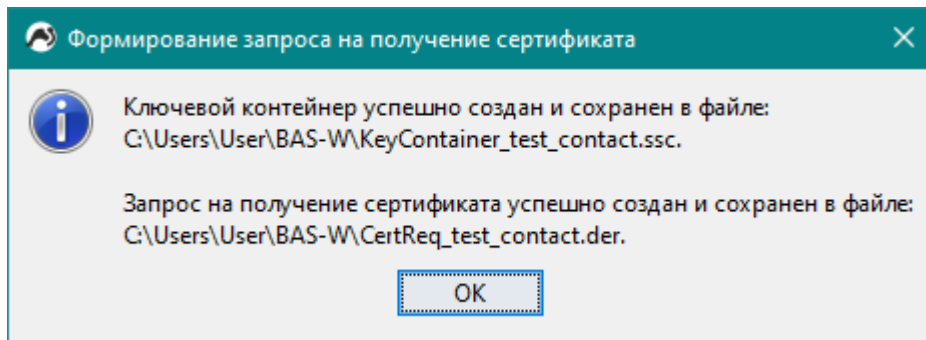 Формирование запроса на получение сертификата
Ключевой контейнер успешно создан и сохранен в файле:
C:\Users\User\BAS-W\KeyContainer_test_contact.ssc.
Запрос на получение сертификата успешно создан и сохранен в файле:
C:\Users\User\BAS-W\CertReq_test_contact.der.
OK